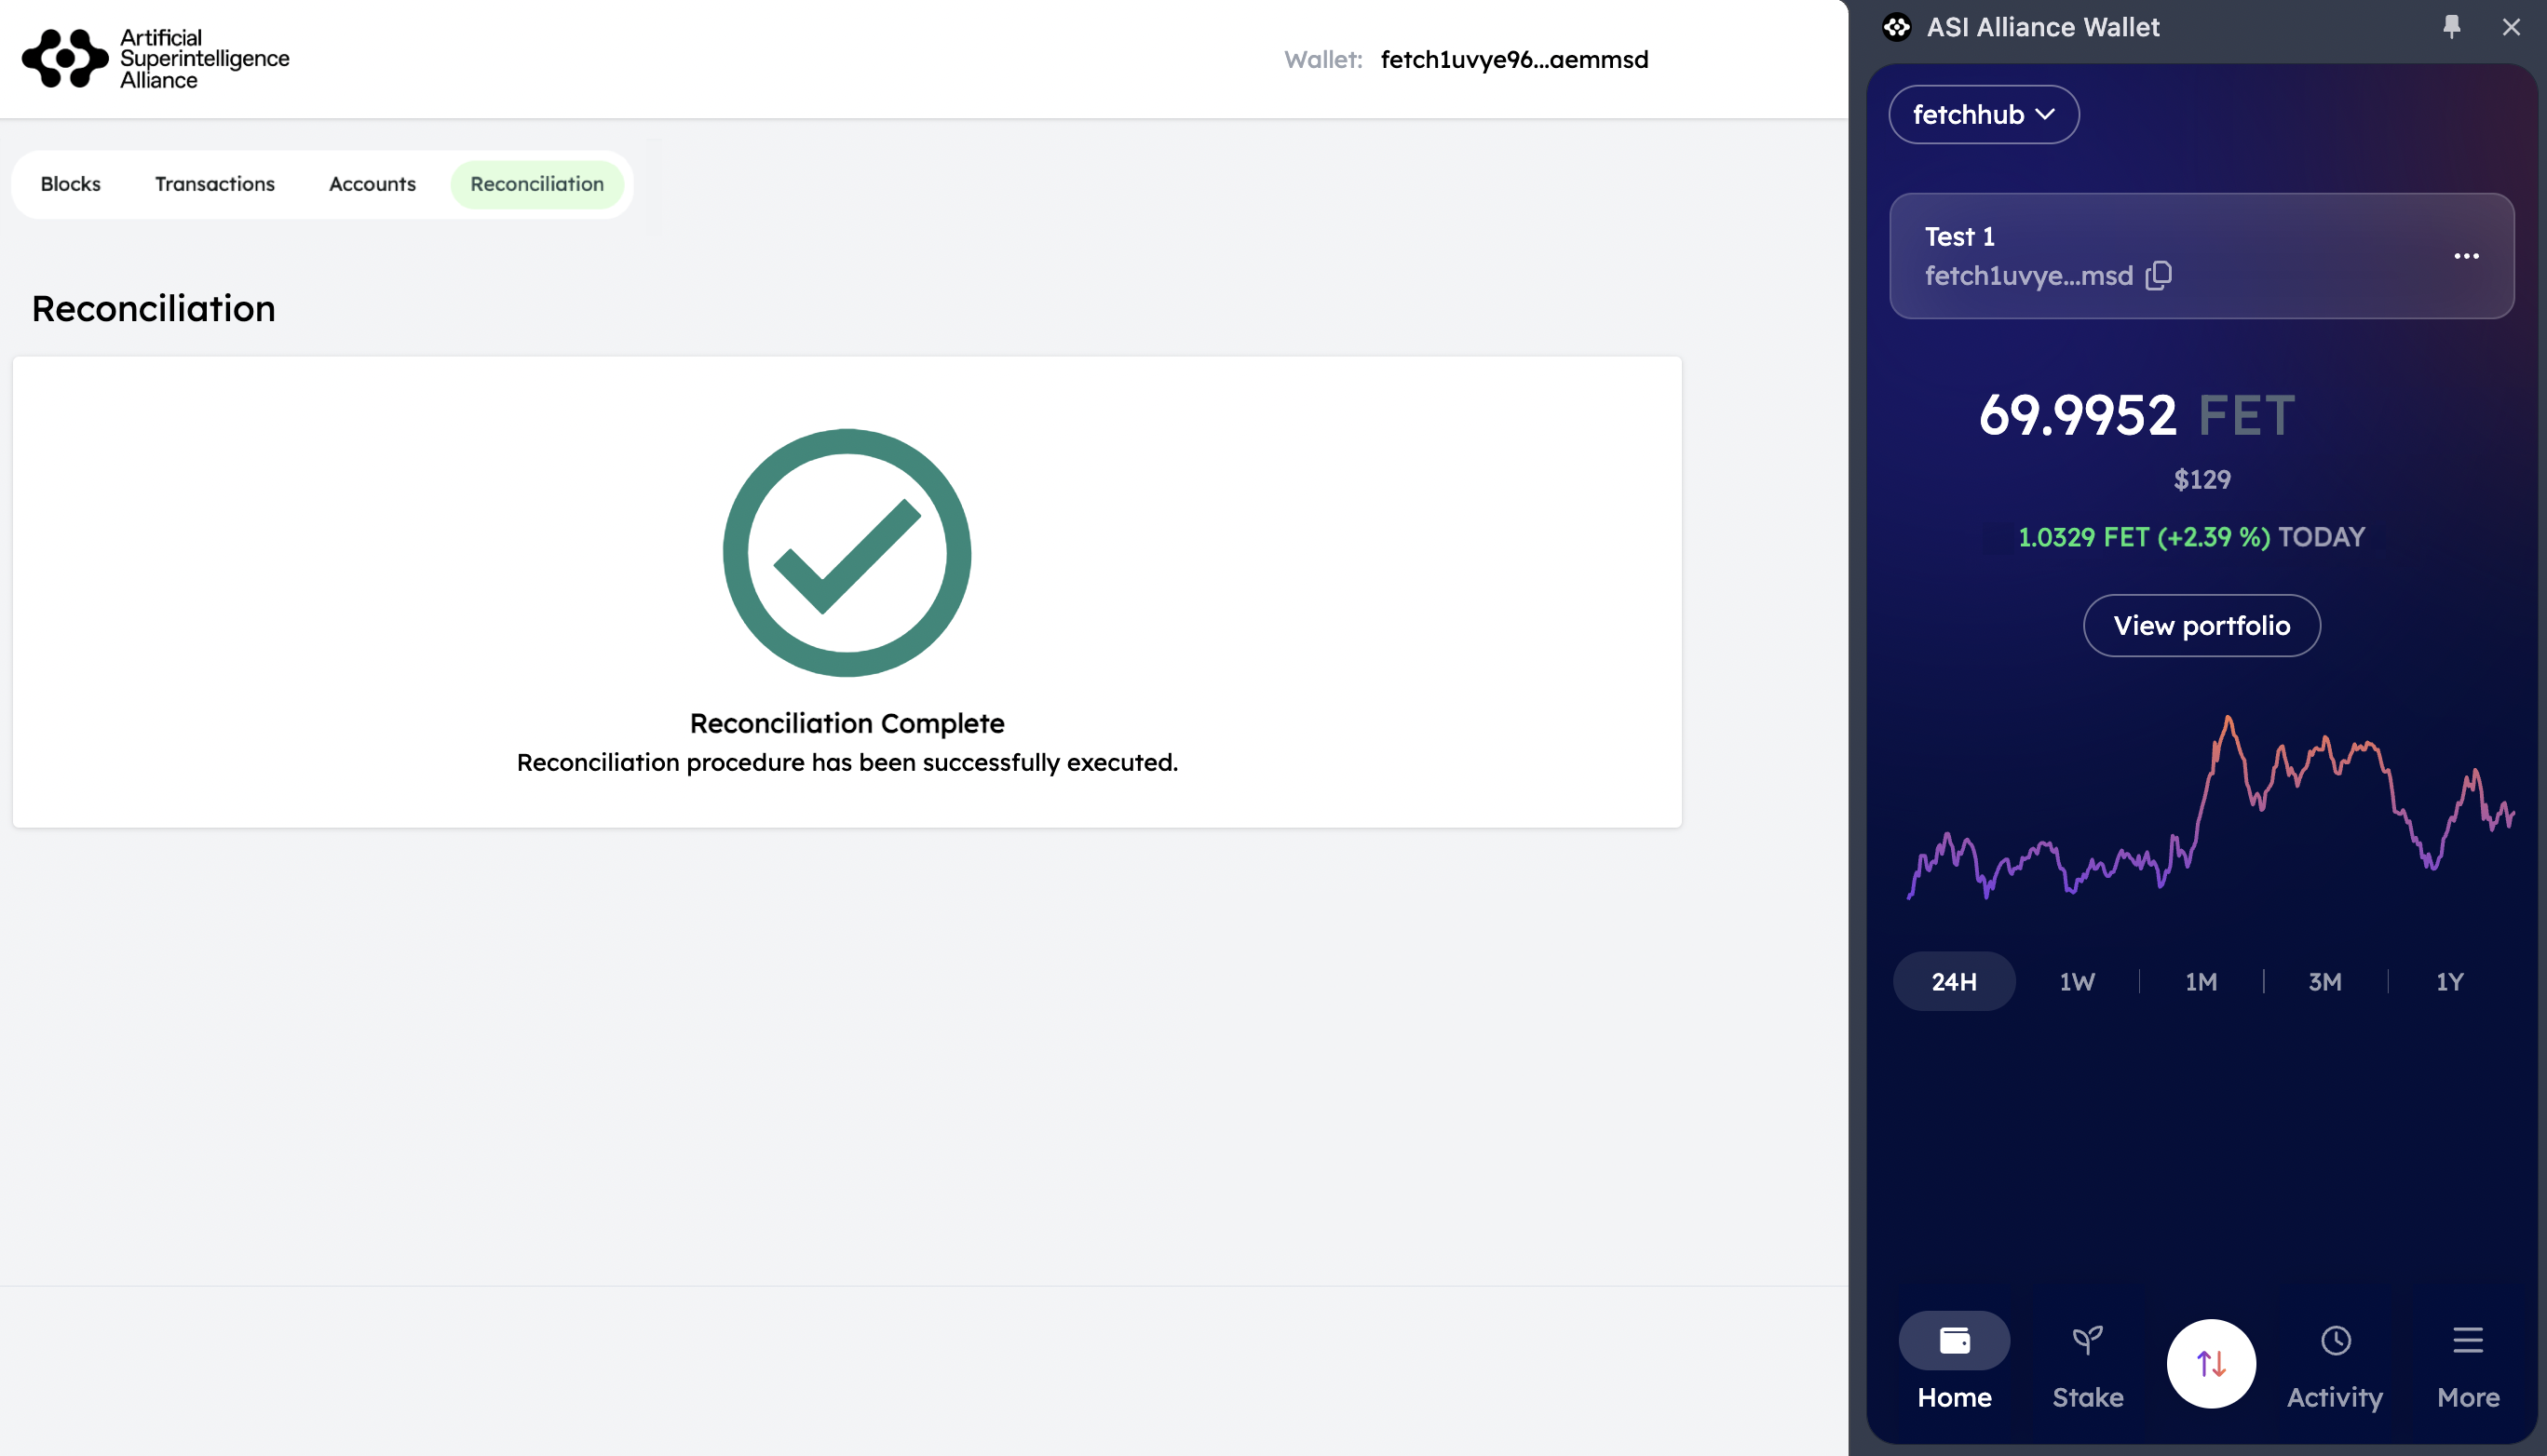 Artificial
Superintelligence
Alliance
Wallet: fetch1uvye96...aemmsd
Blocks Transactions Accounts Reconciliation
Reconciliation
Reconciliation Complete
Reconciliation procedure has been successfully executed.
ASI Alliance Wallet
fetchhub
Test 1
fetch1uvye...msd
69.9952 FET
$129
1.0329 FET (+2.39 %) TODAY
View portfolio
24H 1W 1M 3M 1Y
Home Stake Activity More